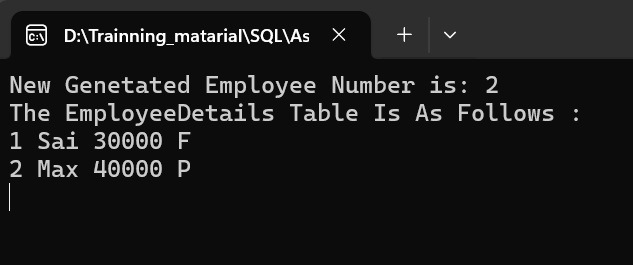 D:\Trainning_matarial\SQL\As
New Genetated Employee Number is: 2
The EmployeeDetails Table Is As Follows :
1 Sai 30000 F
2 Max 40000 P